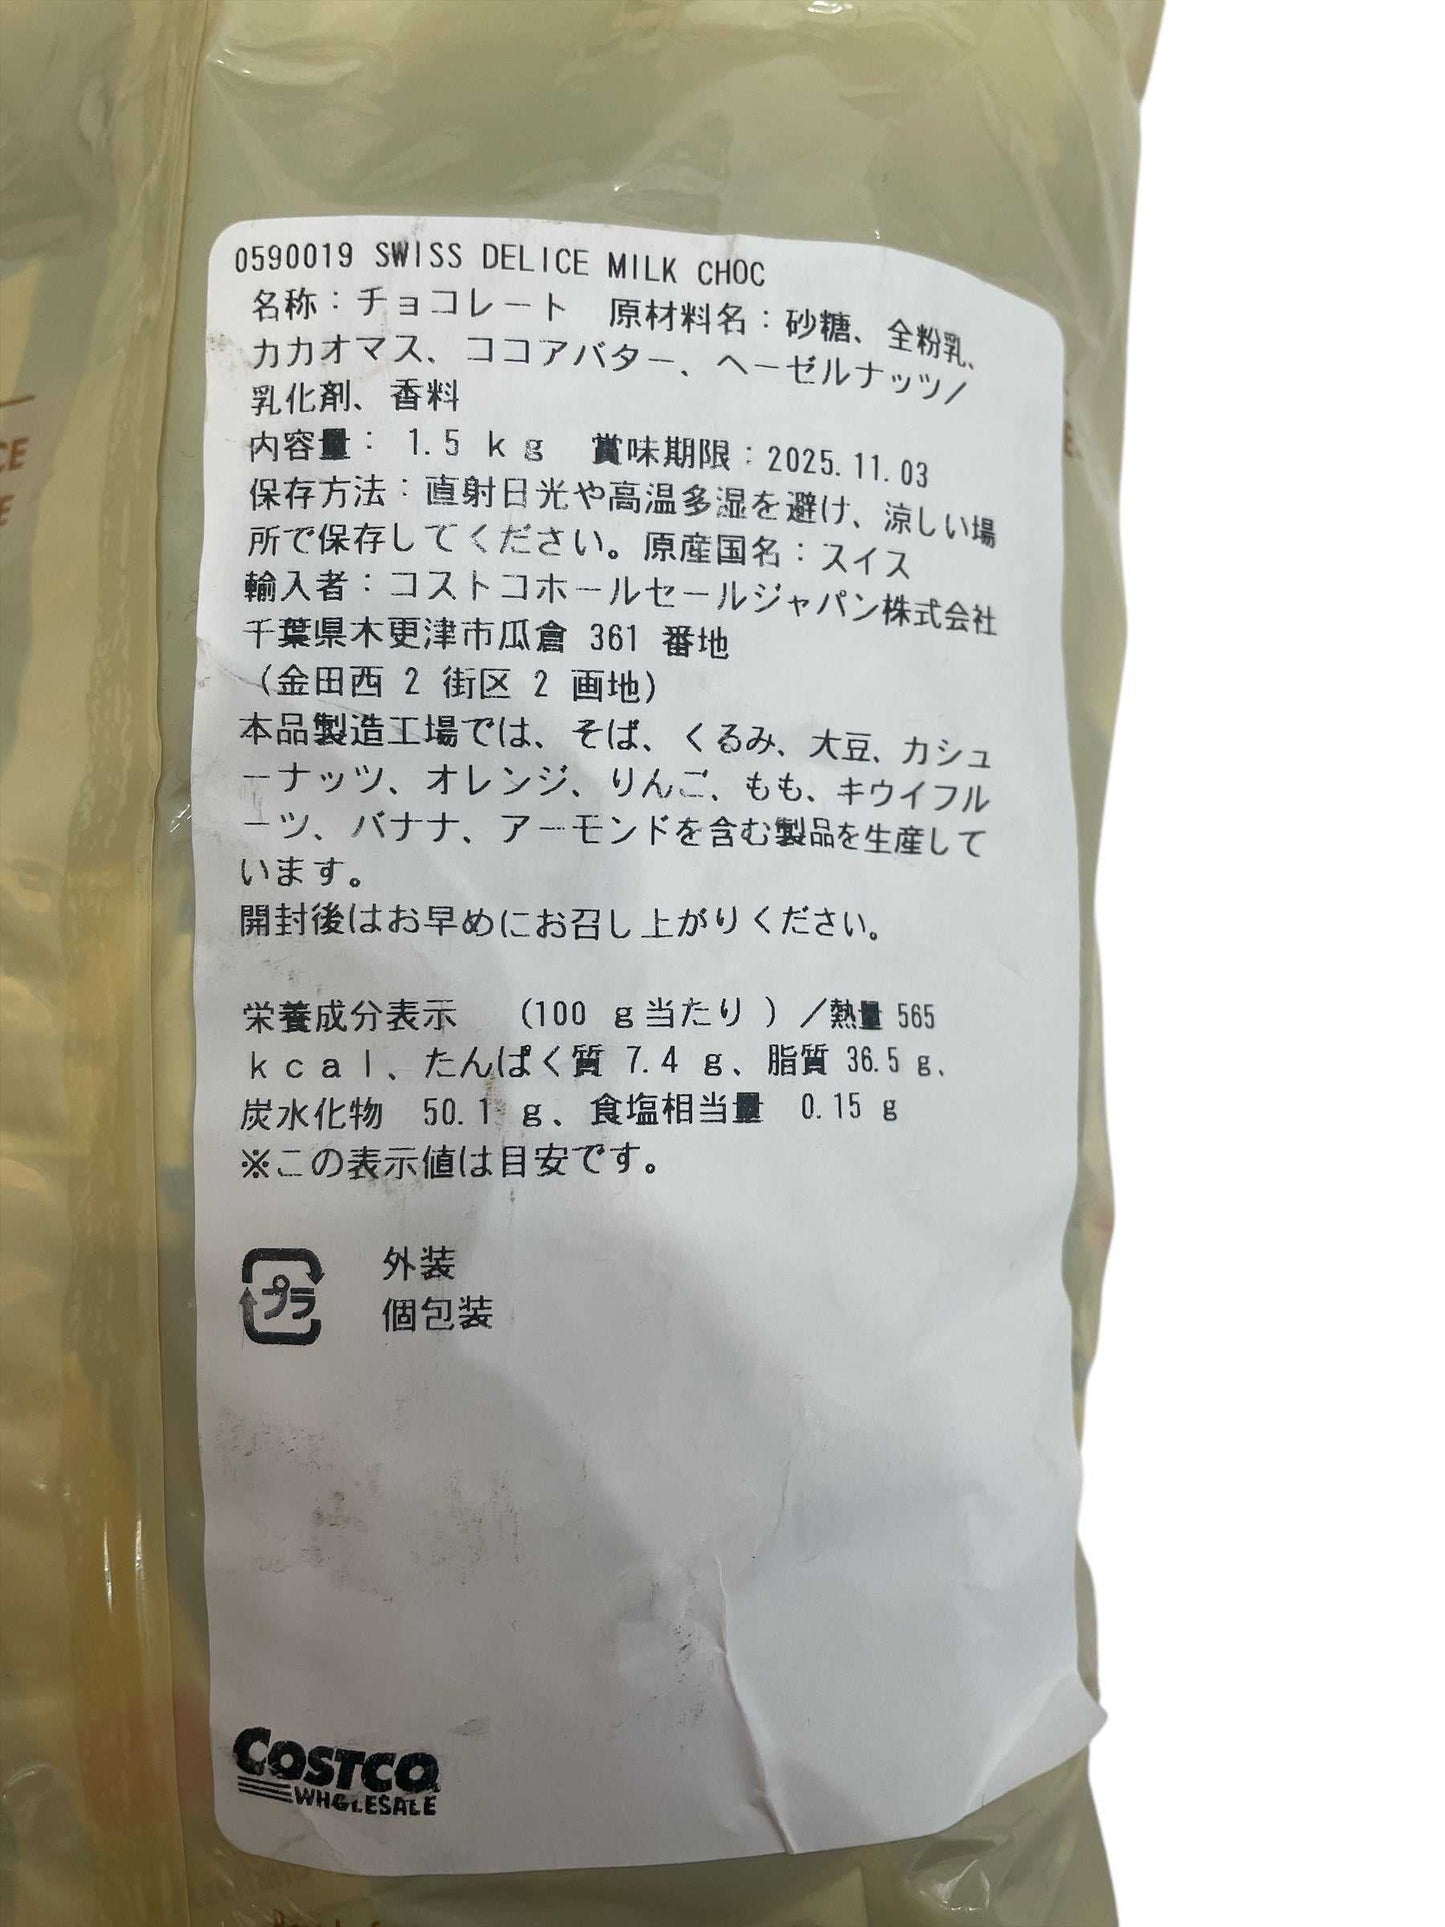 0590019 SWISS DELICE MILK CHOC
名称：チョコレート　原材料名：砂糖、全粉乳、
カカオマス、ココアバター、ヘーゼルナッツ／
乳化剤、香料
内容量： 1.5 ｋｇ　賞味期限：2025.11.03
保存方法：直射日光や高温多湿を避け、涼しい場
所で保存してください。原産国名：スイス
輸入者：コストコホールセールジャパン株式会社
千葉県木更津市瓜倉 361 番地
（金田西 2 街区 2 画地）
本品製造工場では、そば、くるみ、大豆、カシュ
ーナッツ、オレンジ、りんご、もも、キウイフル
ーツ、バナナ、アーモンドを含む製品を生産して
います。
開封後はお早めにお召し上がりください。
栄養成分表示　（100 ｇ当たり ）／熱量 565
ｋｃａｌ、たんぱく質 7.4 ｇ、脂質 36.5 ｇ、
炭水化物　50.1 ｇ、食塩相当量　0.15 ｇ
※この表示値は目安です。
プラ
外装
個包装
COSTCO
WHOLESALE